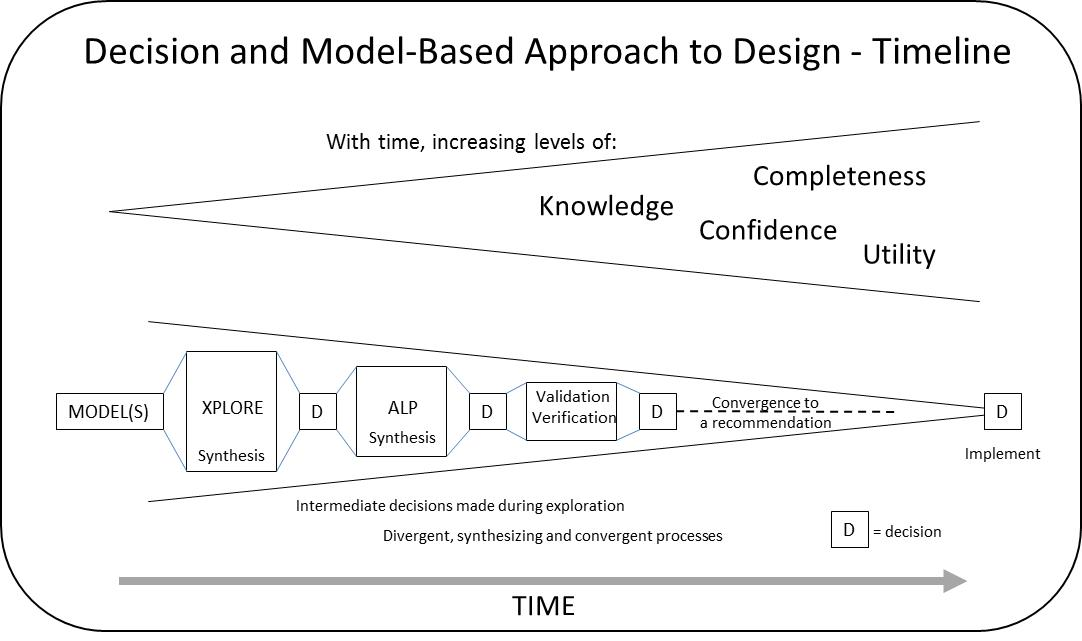 Decision and Model-Based Approach to Design - Timeline
With time, increasing levels of:
Completeness
Knowledge
Confidence
Utility
MODEL(S)
XPLORE
Synthesis
D
ALP
Synthesis
D
Validation
Verification
D
Convergence to
a recommendation
D
Implement
Intermediate decisions made during exploration
Divergent, synthesizing and convergent processes
D = decision
TIME